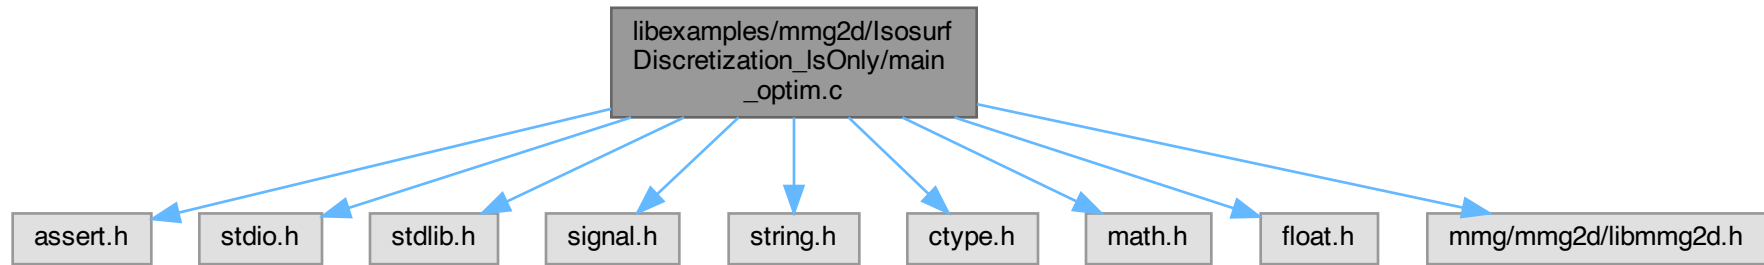 libexamples/mmg2d/Isosurf
Discretization_lsOnly/main
_optim.c
assert.h
stdio.h
stdlib.h
signal.h
string.h
ctype.h
math.h
float.h
mmg/mmg2d/libmmg2d.h